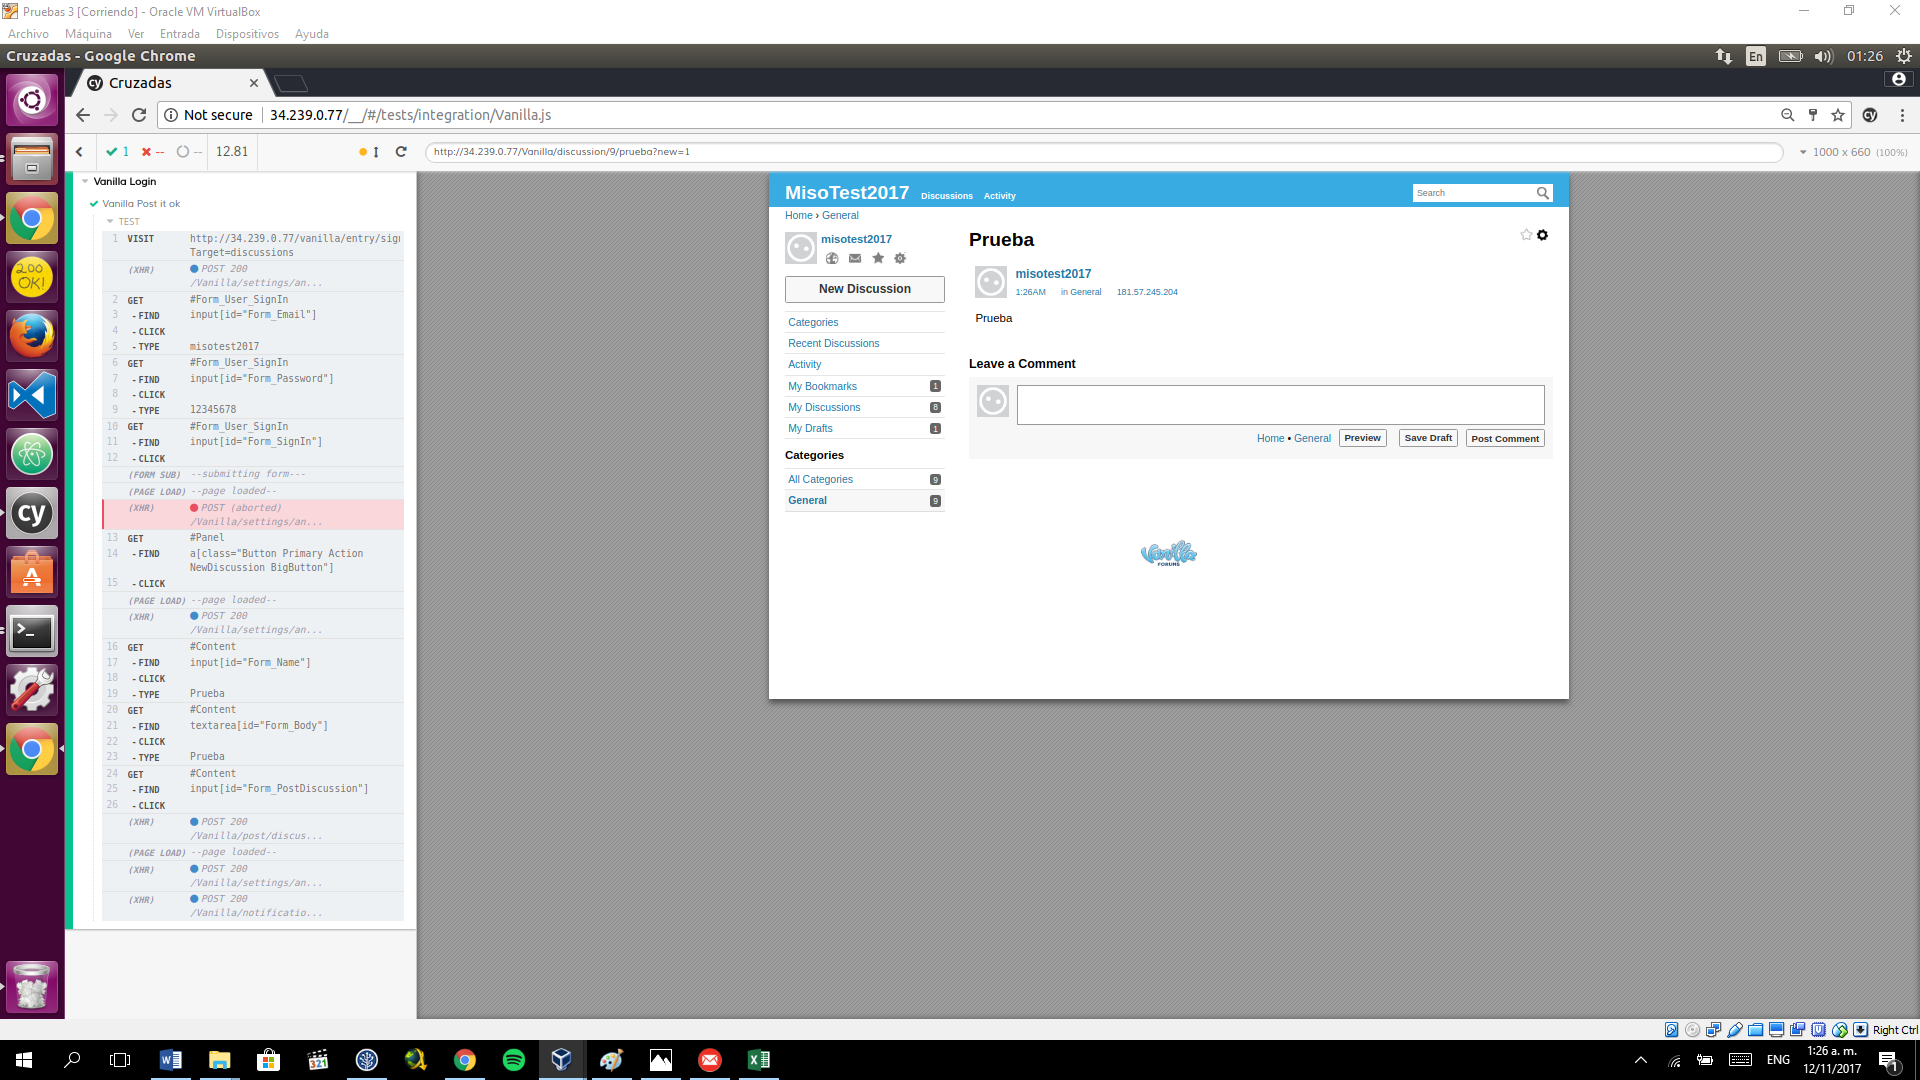 Pruebas 3 [Corriendo] - Oracle VM VirtualBox
Archivo Máquina Ver Entrada Dispositivos Ayuda
Cruzadas - Google Chrome
En
01:26
cy Cruzadas
Not secure 34.239.0.77/__/#/tests/integration/Vanilla.js
cy
1 -- -- 12.81
http://34.239.0.77/Vanilla/discussion/9/prueba?new=1
1000 x 660 (100%)
Vanilla Login
Vanilla Post it ok
TEST
1 VISIT http://34.239.0.77/vanilla/entry/sig
Target=discussions
(XHR) POST 200
/Vanilla/settings/an...
2 GET #Form_User_SignIn
3 - FIND input[id="Form_Email"]
4 - CLICK
5 - TYPE misotest2017
6 GET #Form_User_SignIn
7 - FIND input[id="Form_Password"]
8 - CLICK
9 - TYPE 12345678
10 GET #Form_User_SignIn
11 - FIND input[id="Form_SignIn"]
12 - CLICK
(FORM SUB) --submitting form---
(PAGE LOAD) --page loaded--
(XHR) POST (aborted)
/Vanilla/settings/an...
13 GET #Panel
14 - FIND a[class="Button Primary Action
NewDiscussion BigButton"]
15 - CLICK
(PAGE LOAD) --page loaded--
(XHR) POST 200
/Vanilla/settings/an...
16 GET #Content
17 - FIND input[id="Form_Name"]
18 - CLICK
19 - TYPE Prueba
20 GET #Content
21 - FIND textarea[id="Form_Body"]
22 - CLICK
23 - TYPE Prueba
24 GET #Content
25 - FIND input[id="Form_PostDiscussion"]
26 - CLICK
(XHR) POST 200
/Vanilla/post/discus...
(PAGE LOAD) --page loaded--
(XHR) POST 200
/Vanilla/settings/an...
(XHR) POST 200
/Vanilla/notificatio...
MisoTest2017 Discussions Activity
Search
Home › General
misotest2017
New Discussion
Categories
Recent Discussions
Activity
My Bookmarks 1
My Discussions 8
My Drafts 1
Categories
All Categories 9
General 9
Prueba
misotest2017
1:26AM in General 181.57.245.204
Prueba
Leave a Comment
Home • General Preview Save Draft Post Comment
Vanilla
FORUMS
200
OK!
cy
Right Ctrl
321
ENG
1:26 a. m.
12/11/2017
1